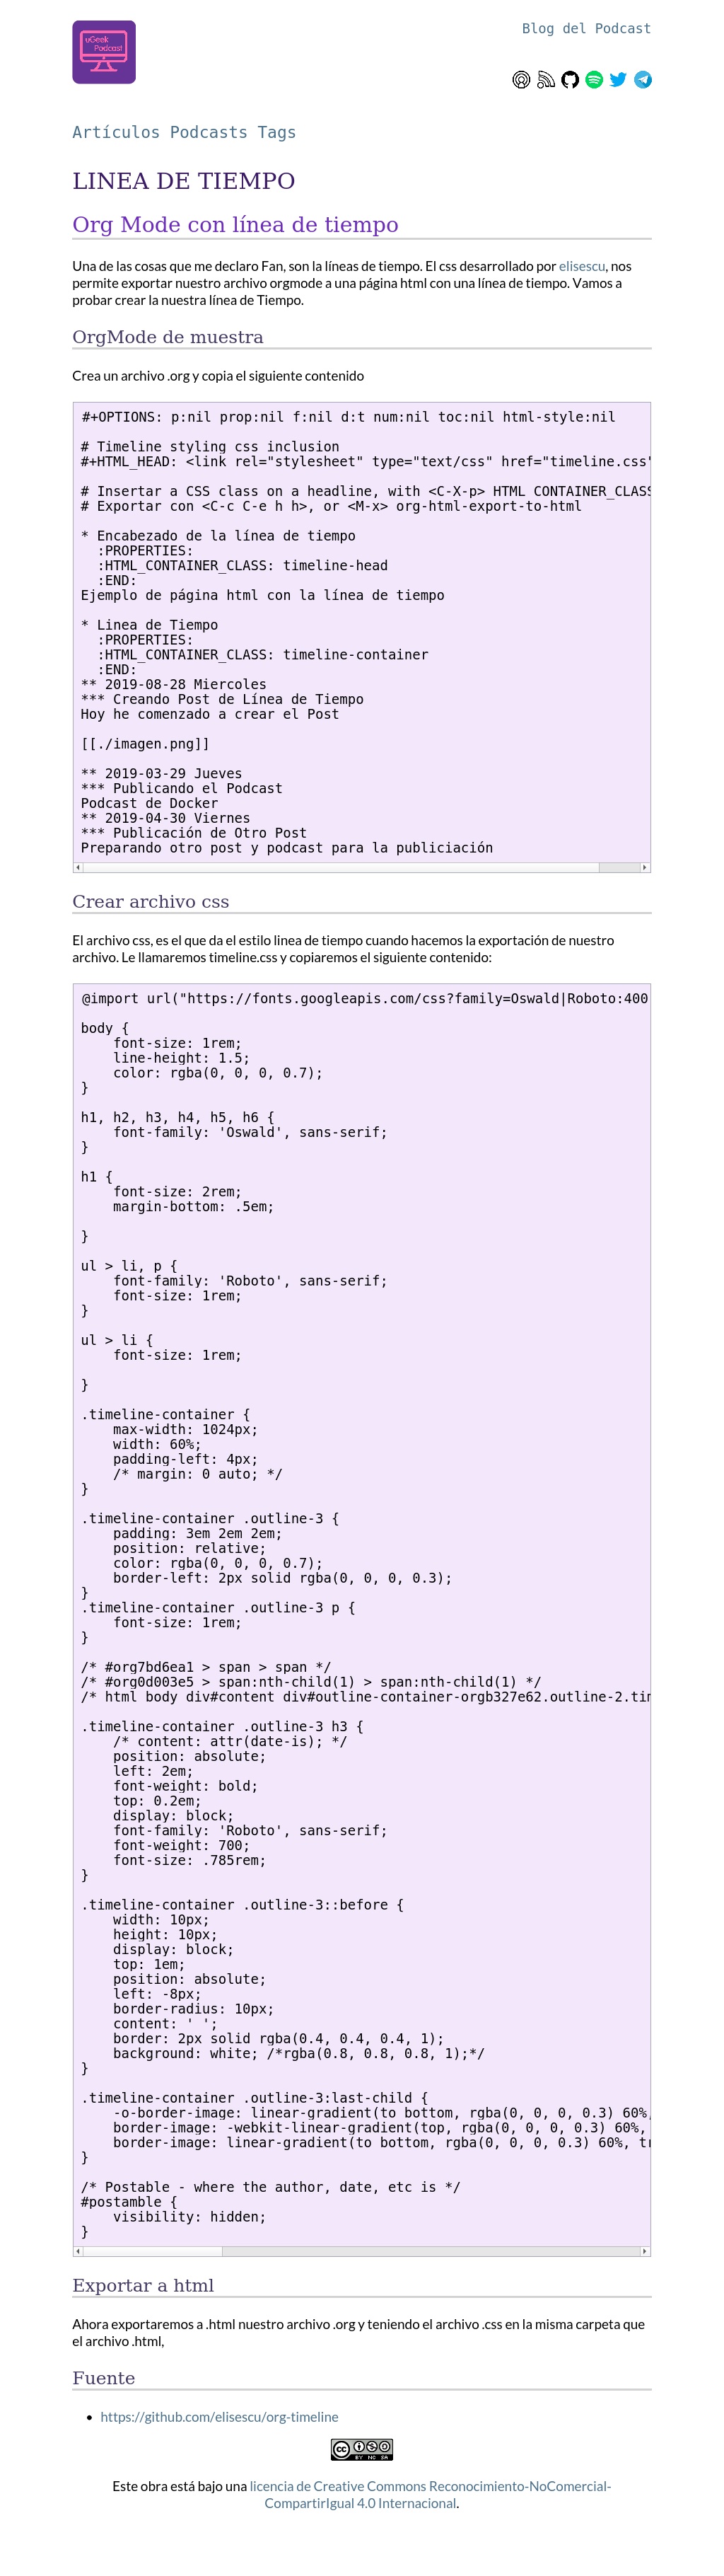 uGeek
Podcast
Blog del Podcast
Artículos Podcasts Tags
LINEA DE TIEMPO
Org Mode con línea de tiempo
Una de las cosas que me declaro Fan, son la líneas de tiempo. El css desarrollado por elisescu, nos
permite exportar nuestro archivo orgmode a una página html con una línea de tiempo. Vamos a
probar crear la nuestra línea de Tiempo.
OrgMode de muestra
Crea un archivo .org y copia el siguiente contenido
#+OPTIONS: p:nil prop:nil f:nil d:t num:nil toc:nil html-style:nil
# Timeline styling css inclusion
#+HTML_HEAD: <link rel="stylesheet" type="text/css" href="timeline.css"
# Insertar a CSS class on a headline, with <C-X-p> HTML_CONTAINER_CLASS
# Exportar con <C-c C-e h h>, or <M-x> org-html-export-to-html
* Encabezado de la línea de tiempo
:PROPERTIES:
:HTML_CONTAINER_CLASS: timeline-head
:END:
Ejemplo de página html con la línea de tiempo
* Linea de Tiempo
:PROPERTIES:
:HTML_CONTAINER_CLASS: timeline-container
:END:
** 2019-08-28 Miercoles
*** Creando Post de Línea de Tiempo
Hoy he comenzado a crear el Post
[[./imagen.png]]
** 2019-03-29 Jueves
*** Publicando el Podcast
Podcast de Docker
** 2019-04-30 Viernes
*** Publicación de Otro Post
Preparando otro post y podcast para la publiciación
Crear archivo css
El archivo css, es el que da el estilo linea de tiempo cuando hacemos la exportación de nuestro
archivo. Le llamaremos timeline.css y copiaremos el siguiente contenido:
@import url("https://fonts.googleapis.com/css?family=Oswald|Roboto:400
body {
font-size: 1rem;
line-height: 1.5;
color: rgba(0, 0, 0, 0.7);
}
h1, h2, h3, h4, h5, h6 {
font-family: 'Oswald', sans-serif;
}
h1 {
font-size: 2rem;
margin-bottom: .5em;
}
ul > li, p {
font-family: 'Roboto', sans-serif;
font-size: 1rem;
}
ul > li {
font-size: 1rem;
}
.timeline-container {
max-width: 1024px;
width: 60%;
padding-left: 4px;
/* margin: 0 auto; */
}
.timeline-container .outline-3 {
padding: 3em 2em 2em;
position: relative;
color: rgba(0, 0, 0, 0.7);
border-left: 2px solid rgba(0, 0, 0, 0.3);
}
.timeline-container .outline-3 p {
font-size: 1rem;
}
/* #org7bd6ea1 > span > span */
/* #org0d003e5 > span:nth-child(1) > span:nth-child(1) */
/* html body div#content div#outline-container-orgb327e62.outline-2.tim
.timeline-container .outline-3 h3 {
/* content: attr(date-is); */
position: absolute;
left: 2em;
font-weight: bold;
top: 0.2em;
display: block;
font-family: 'Roboto', sans-serif;
font-weight: 700;
font-size: .785rem;
}
.timeline-container .outline-3::before {
width: 10px;
height: 10px;
display: block;
top: 1em;
position: absolute;
left: -8px;
border-radius: 10px;
content: ' ';
border: 2px solid rgba(0.4, 0.4, 0.4, 1);
background: white; /*rgba(0.8, 0.8, 0.8, 1);*/
}
.timeline-container .outline-3:last-child {
-o-border-image: linear-gradient(to bottom, rgba(0, 0, 0, 0.3) 60%,
border-image: -webkit-linear-gradient(top, rgba(0, 0, 0, 0.3) 60%,
border-image: linear-gradient(to bottom, rgba(0, 0, 0, 0.3) 60%, tr
}
/* Postable - where the author, date, etc is */
#postamble {
visibility: hidden;
}
Exportar a html
Ahora exportaremos a .html nuestro archivo .org y teniendo el archivo .css en la misma carpeta que
el archivo .html,
Fuente
• https://github.com/elisescu/org-timeline
cc BY NC SA
Este obra está bajo una licencia de Creative Commons Reconocimiento-NoComercial-
CompartirIgual 4.0 Internacional.